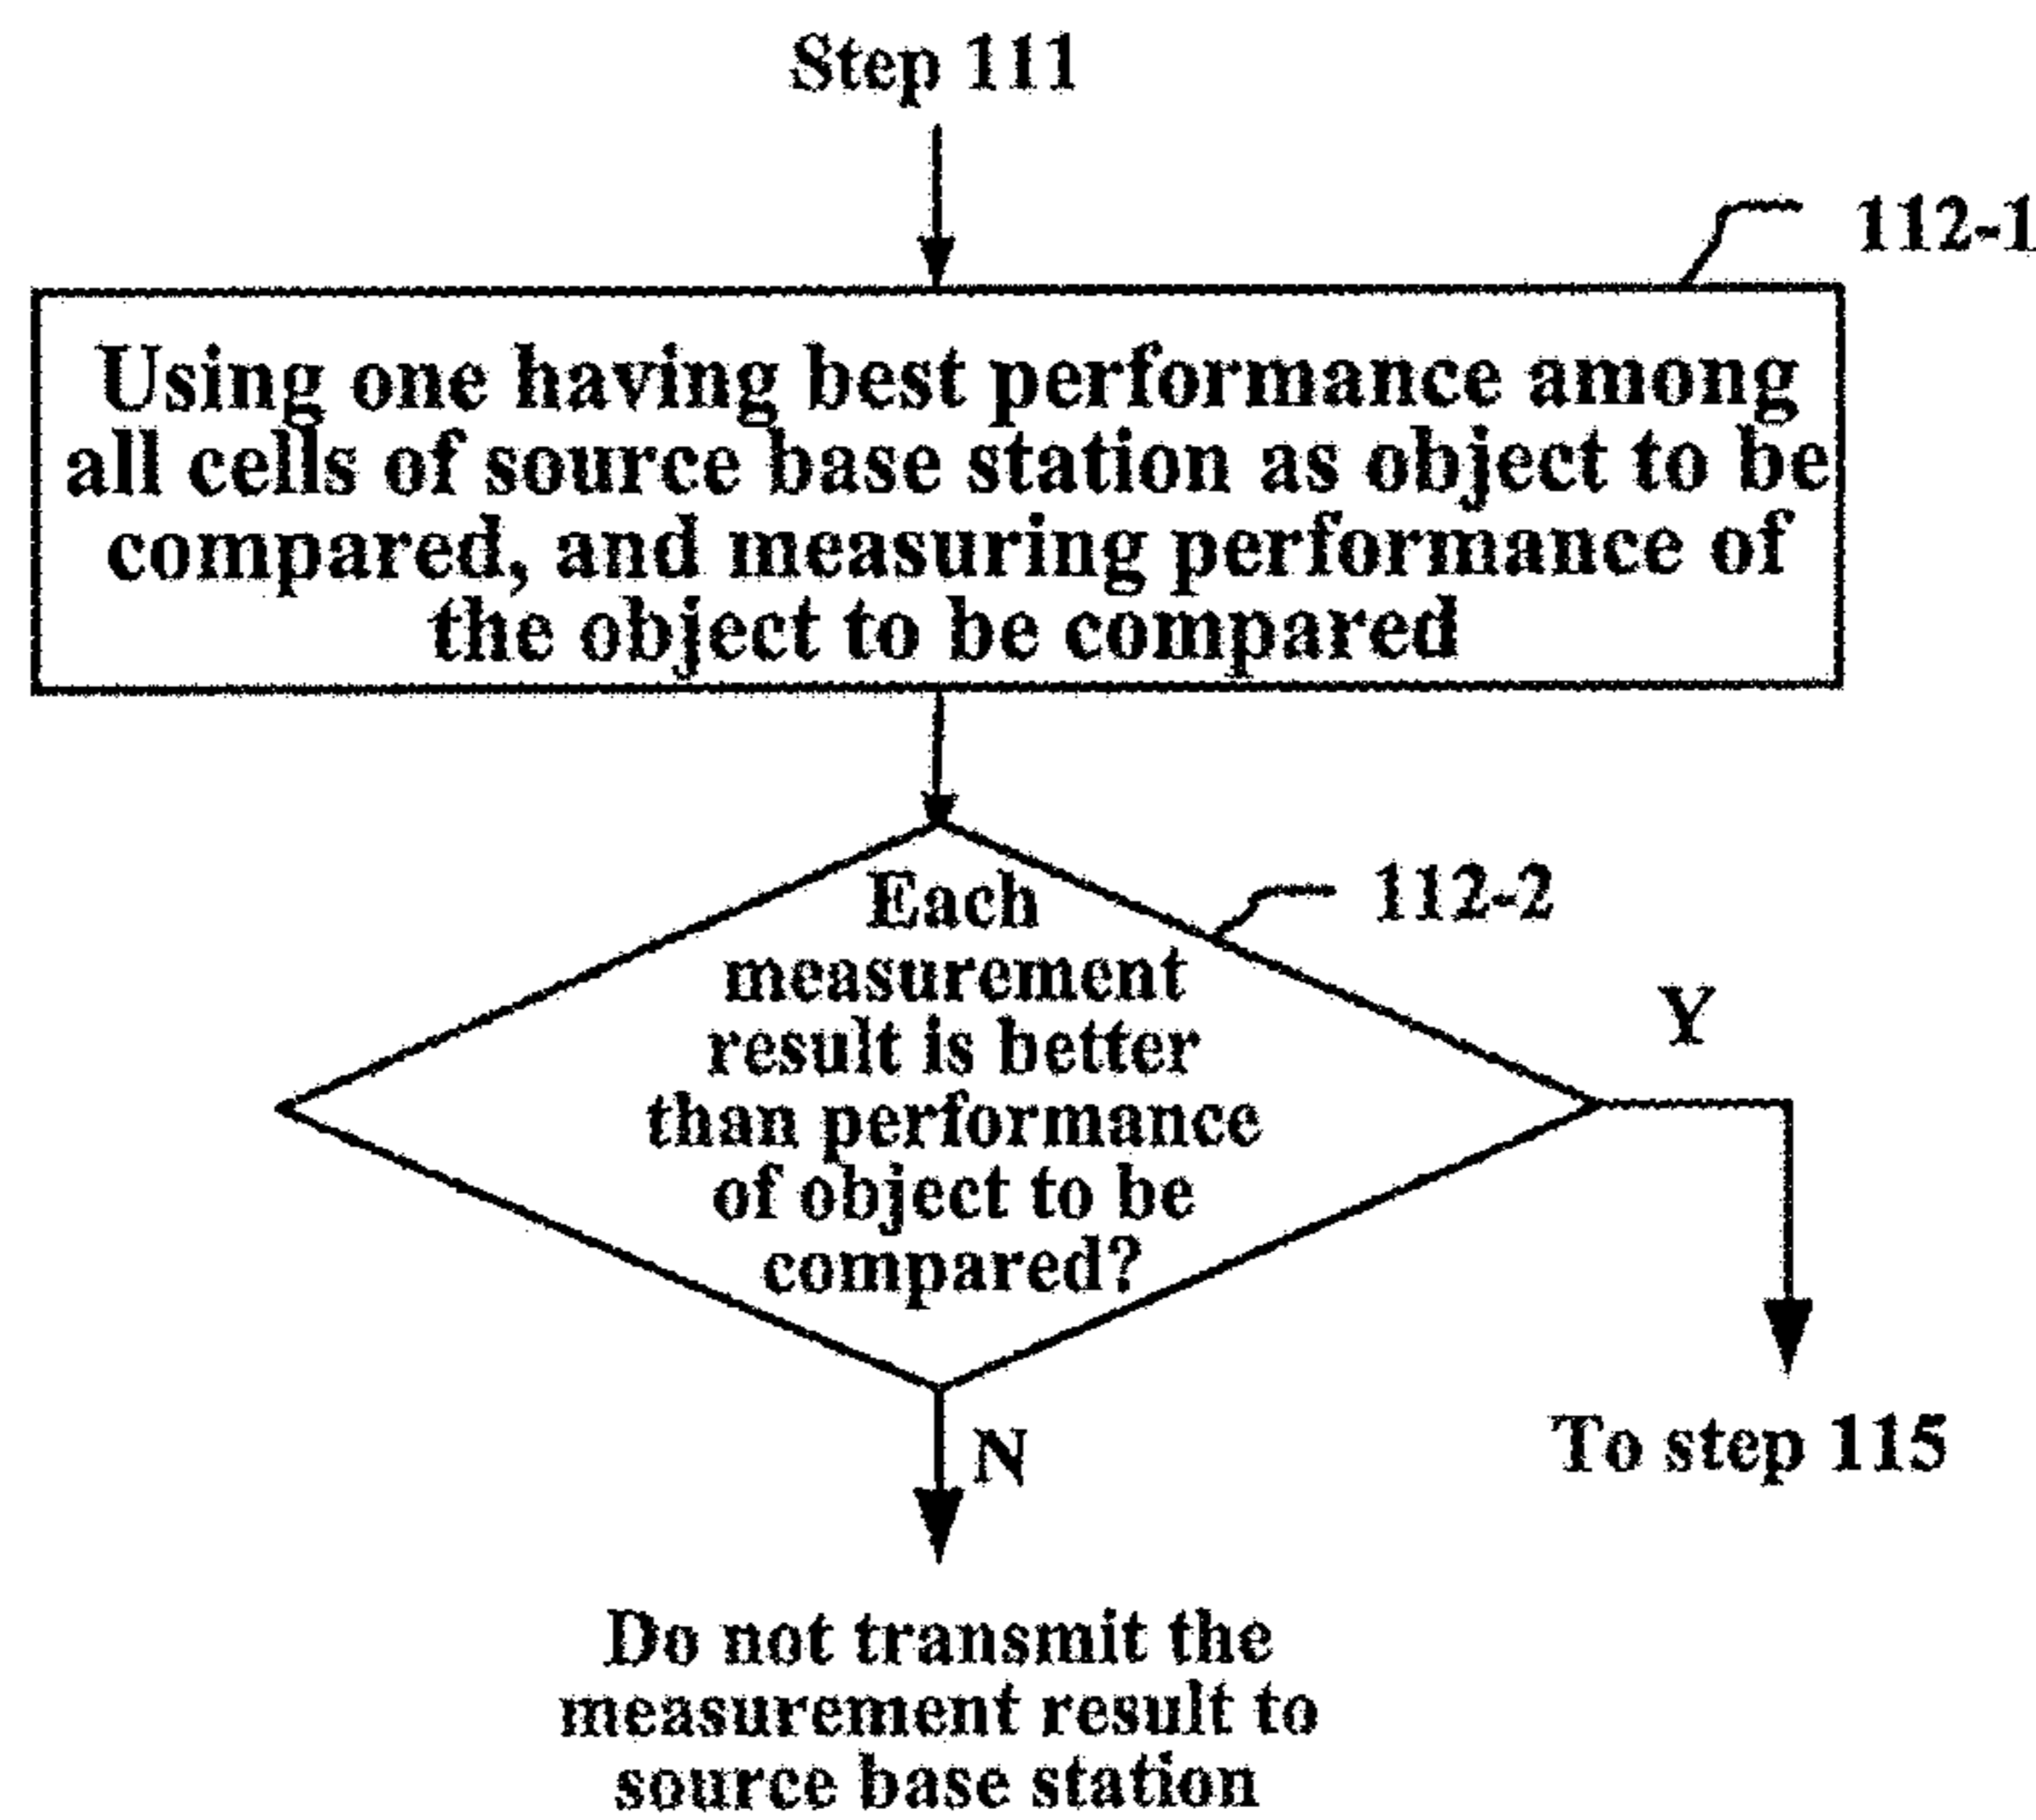 Step 111
112-1
Using one having best performance among
all cells of source base station as object to be
compared, and measuring performance of
the object to be compared
Each
measurement
result is better
than performance
of object to be
compared?
112-2
Y
To step 115
N
Do not transmit the
measurement result to
source base station